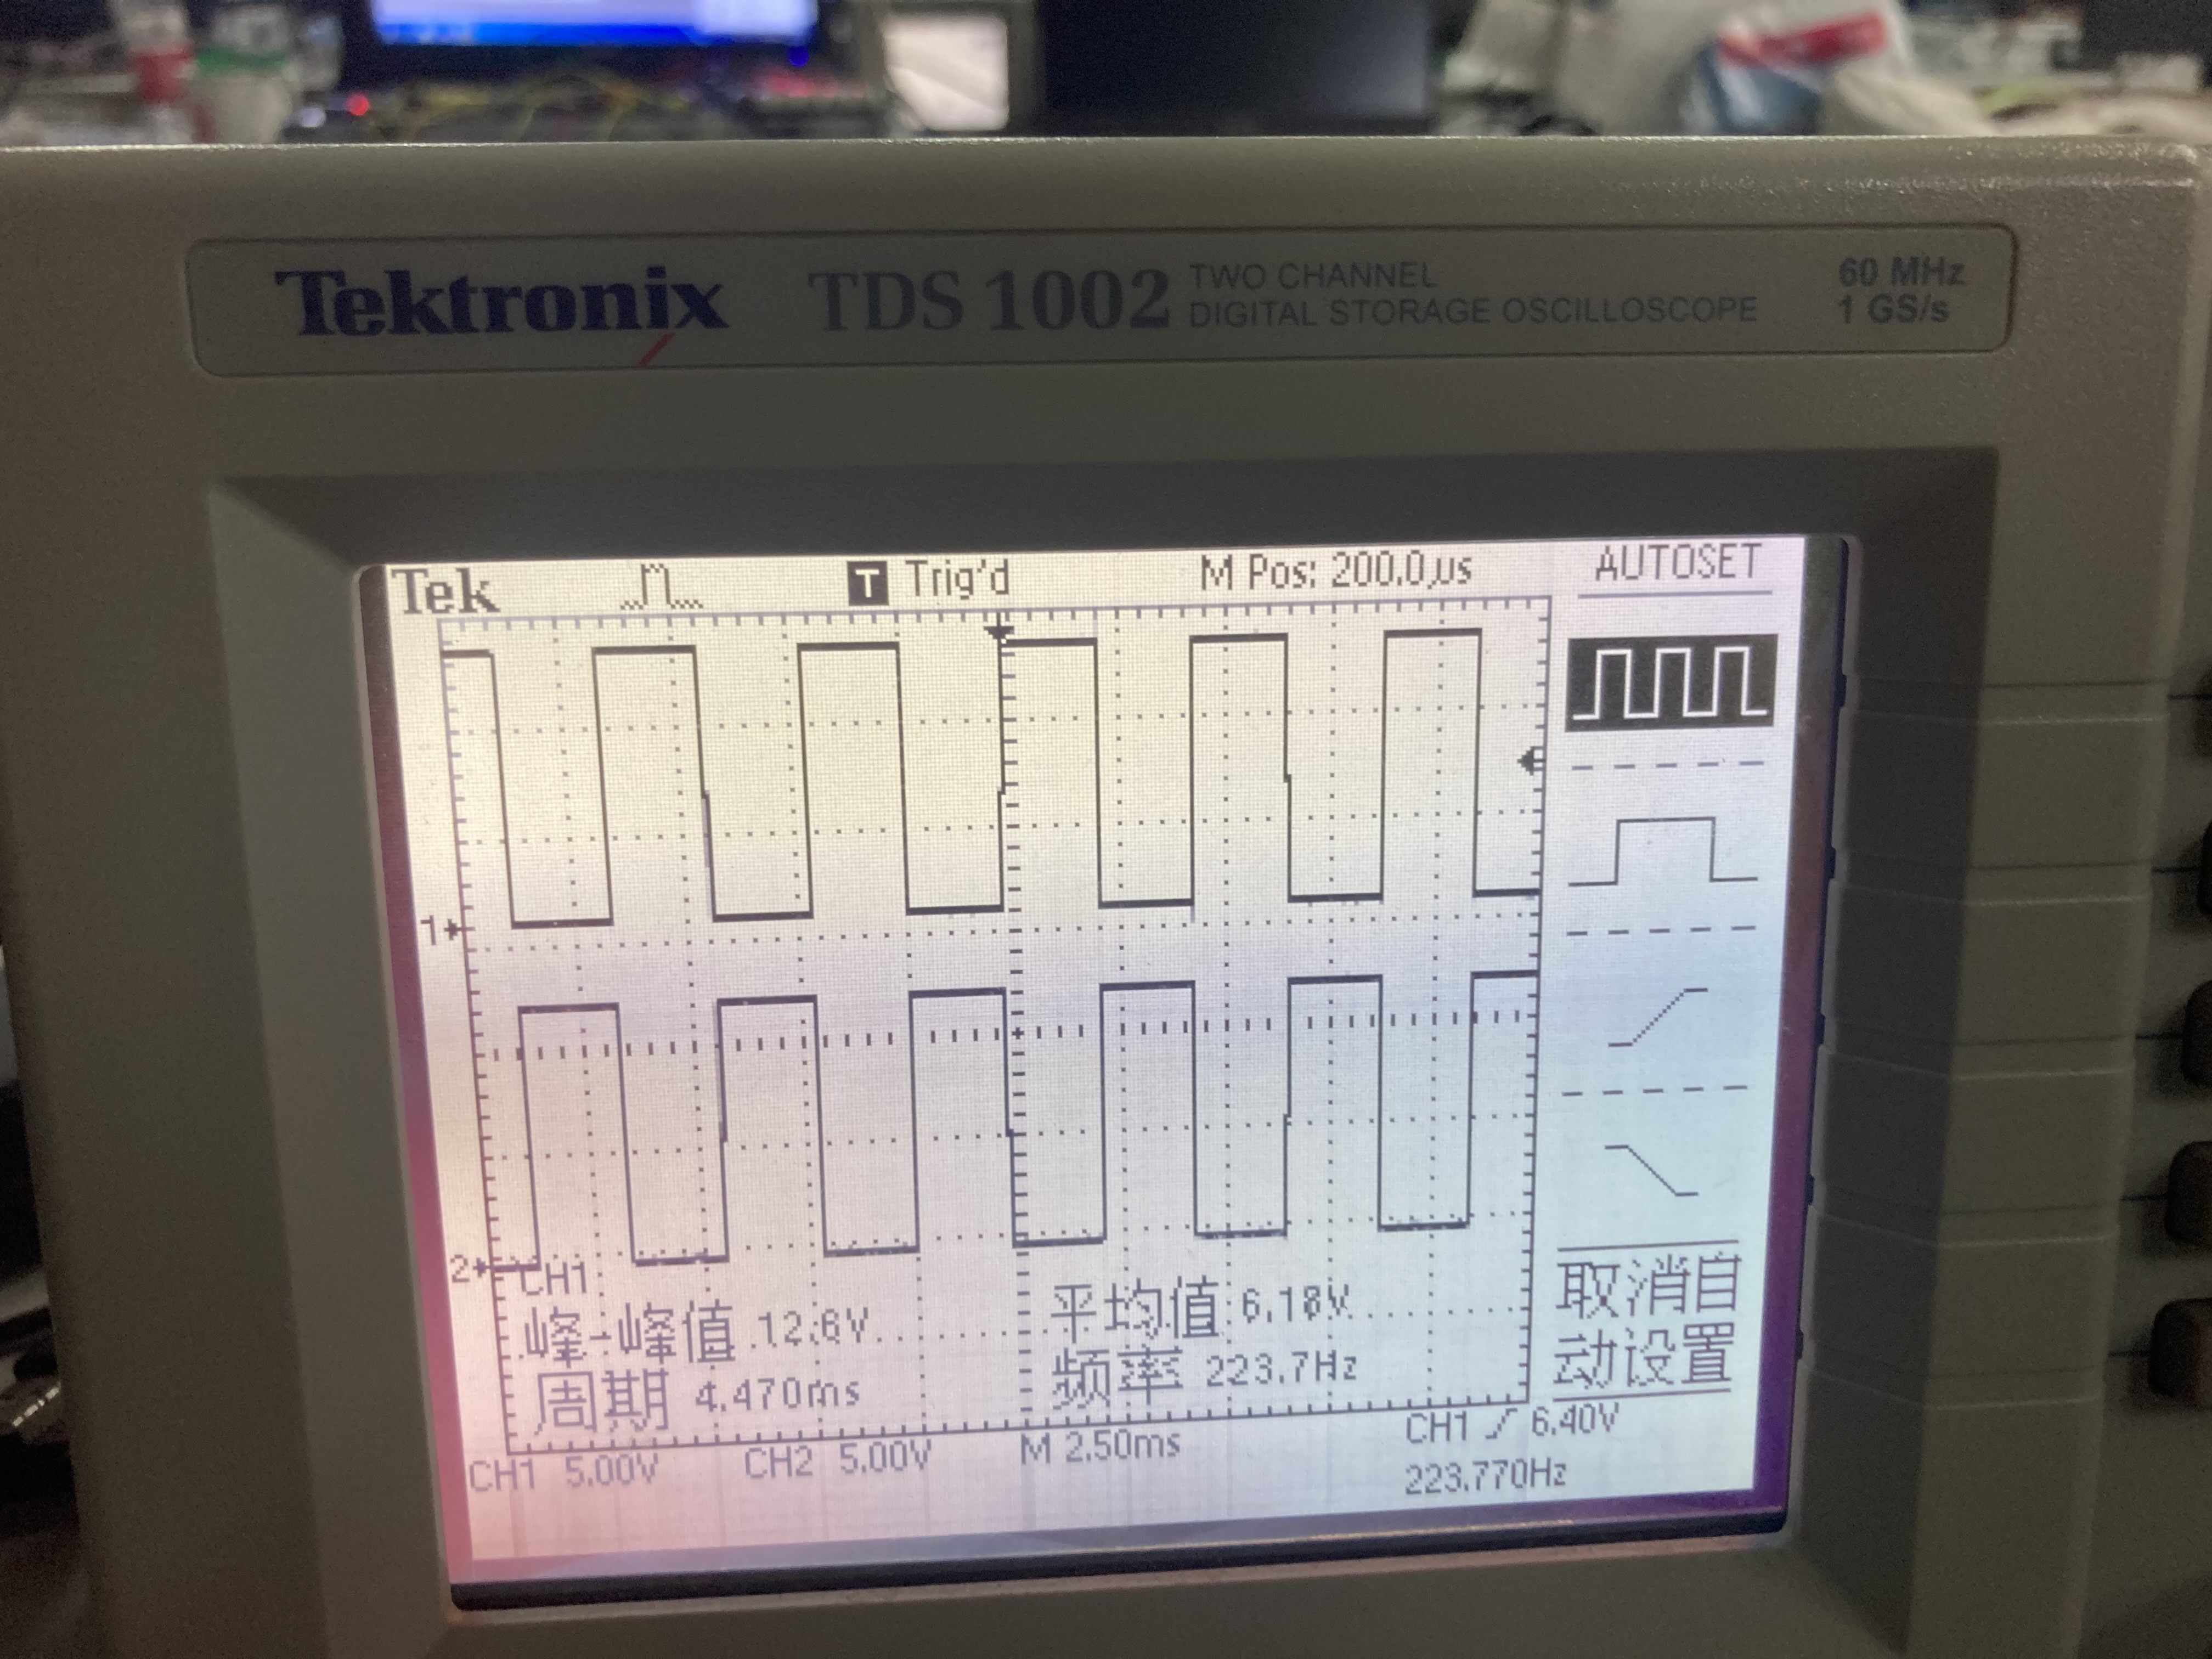 Tektronix TDS 1002 TWO CHANNEL
DIGITAL STORAGE OSCILLOSCOPE
60 MHz
1 GS/s
Tek T Trig'd M Pos: 200.0µs AUTOSET
1
2
CH1
峰-峰值 12.6V
平均值 6.18V
周期 4.470ms
频率 223.7Hz
取消自
动设置
CH1 5.00V CH2 5.00V M 2.50ms CH1 6.40V
223.770Hz